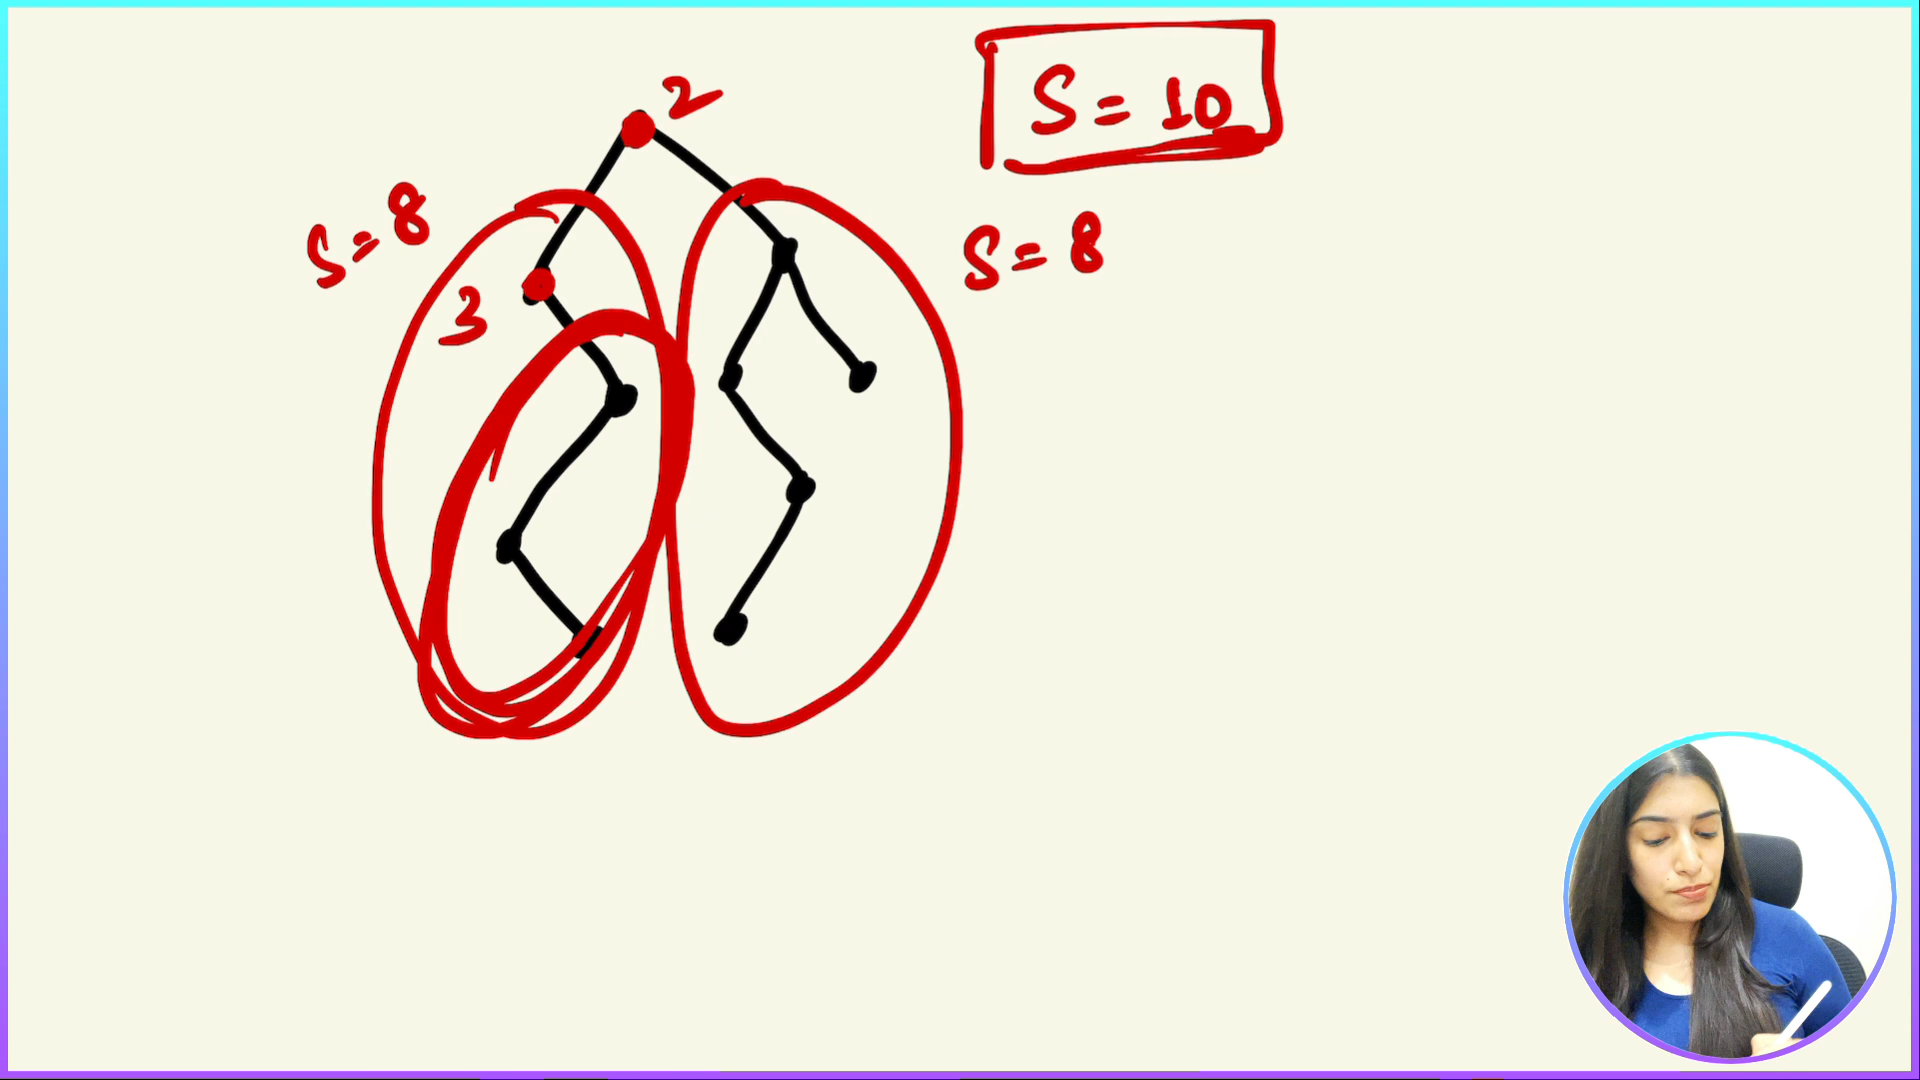 2
S = 10
S = 8
S = 8
3